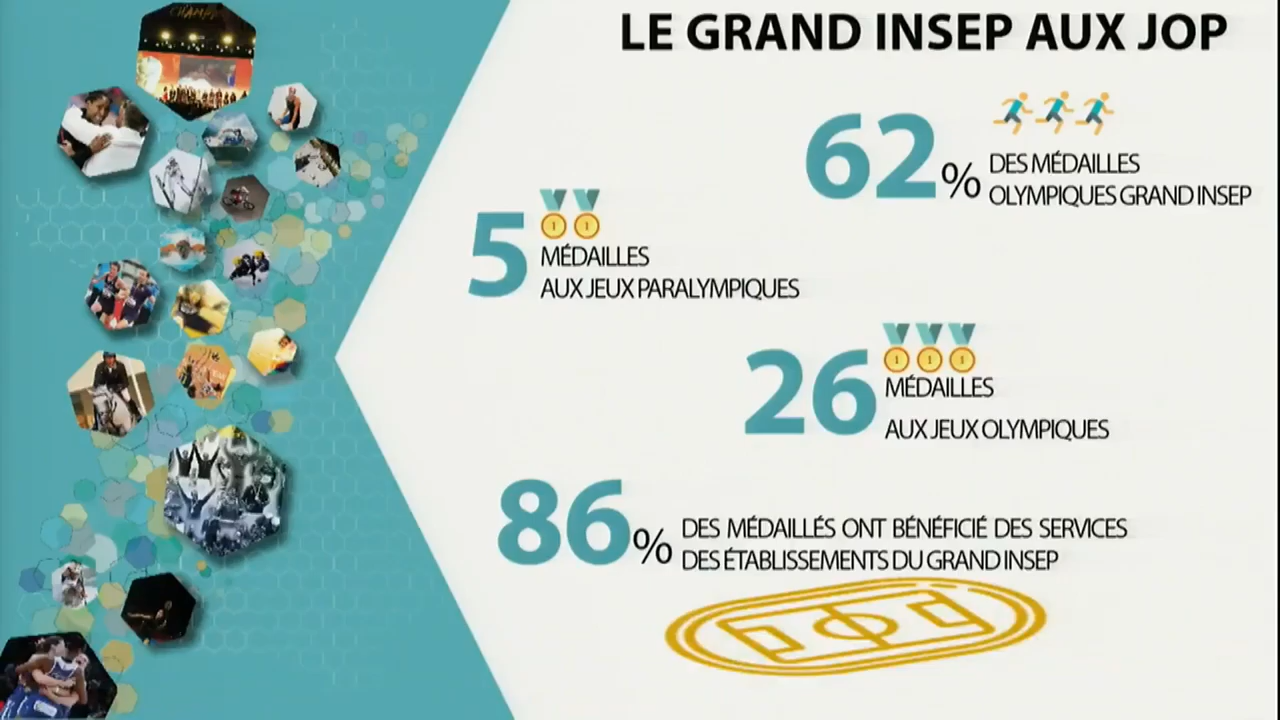 LE GRAND INSEP AUX JOP
62% DES MÉDAILLES
OLYMPIQUES GRAND INSEP
5 MÉDAILLES
AUX JEUX PARALYMPIQUES
26 MÉDAILLES
AUX JEUX OLYMPIQUES
86% DES MÉDAILLÉS ONT BÉNÉFICIÉ DES SERVICES
DES ÉTABLISSEMENTS DU GRAND INSEP